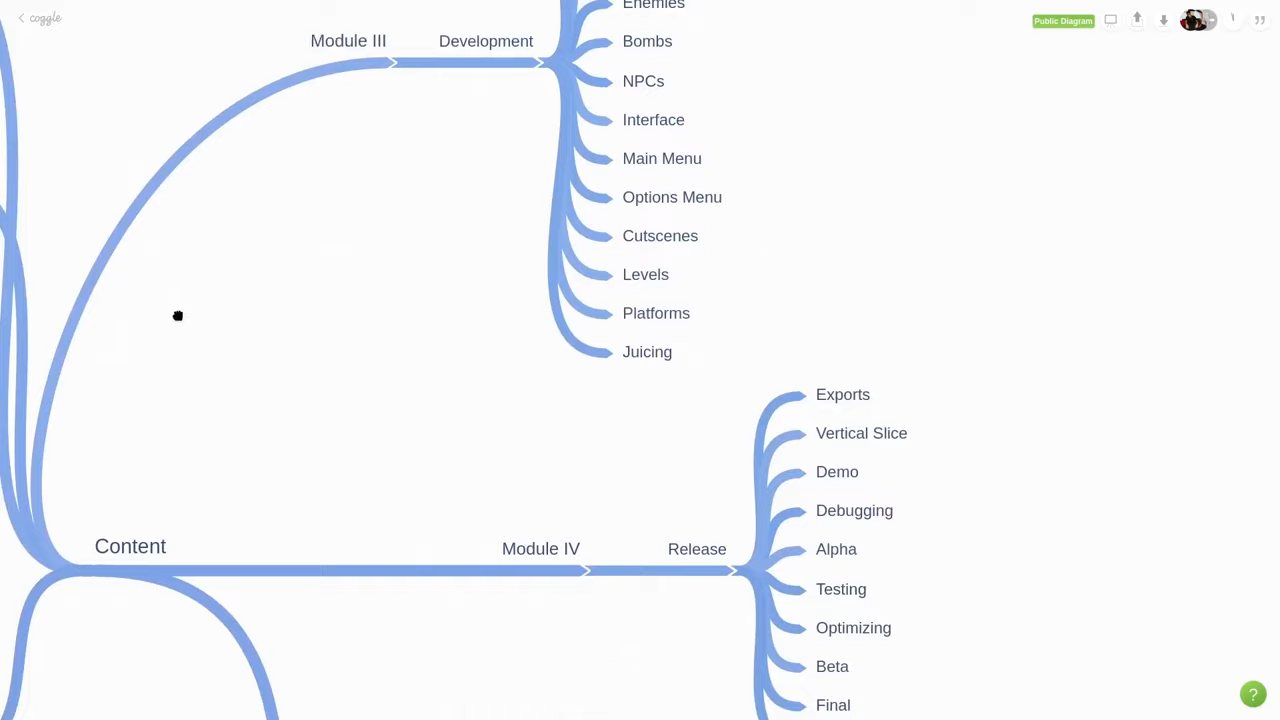 coggle
Public Diagram
Enemies
Module III
Development
Bombs
NPCs
Interface
Main Menu
Options Menu
Cutscenes
Levels
Platforms
Juicing
Exports
Vertical Slice
Demo
Debugging
Content
Module IV
Release
Alpha
Testing
Optimizing
Beta
Final
?